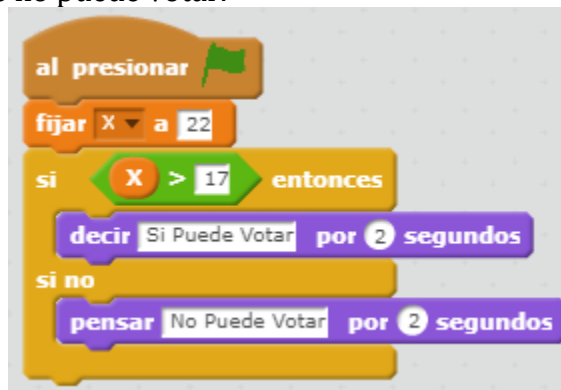 no puede votar.
al presionar
fijar X a 22
si X > 17 entonces
decir Si Puede Votar por 2 segundos
si no
pensar No Puede Votar por 2 segundos